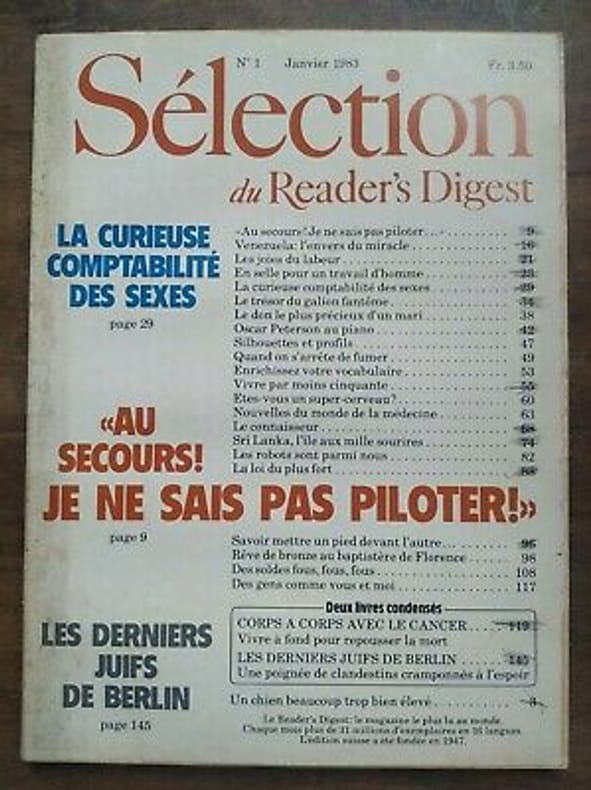 N° 1 Janvier 1983 Fr. 3.50
Sélection
du Reader's Digest
LA CURIEUSE
COMPTABILITÉ
DES SEXES
page 29
«AU
SECOURS!
JE NE SAIS PAS PILOTER!»
page 9
LES DERNIERS
JUIFS
DE BERLIN
page 145
«Au secours! Je ne sais pas piloter...» 9
Venezuela: l'envers du miracle 16
Les joies du labeur 21
En selle pour un travail d'homme 23
La curieuse comptabilité des sexes 29
Le trésor du galion fantôme 34
Le don le plus précieux d'un mari 38
Oscar Peterson au piano 42
Silhouettes et profils 47
Quand on s'arrête de fumer 49
Enrichissez votre vocabulaire 53
Vivre par moins cinquante 55
Etes-vous un super-cerveau? 60
Nouvelles du monde de la médecine 63
Le connaisseur 68
Sri Lanka, l'île aux mille sourires 74
Les robots sont parmi nous 82
La loi du plus fort 88
Savoir mettre un pied devant l'autre... 95
Rêve de bronze au baptistère de Florence 98
Des soldes fous, fous, fous 108
Des gens comme vous et moi 117
Deux livres condensés
CORPS A CORPS AVEC LE CANCER 119
Vivre à fond pour repousser la mort
LES DERNIERS JUIFS DE BERLIN 145
Une poignée de clandestins cramponnés à l'espoir
Un chien beaucoup trop bien élevé 3
Le Reader's Digest: le magazine le plus lu au monde.
Chaque mois plus de 31 millions d'exemplaires en 16 langues.
L'édition suisse a été fondée en 1947.